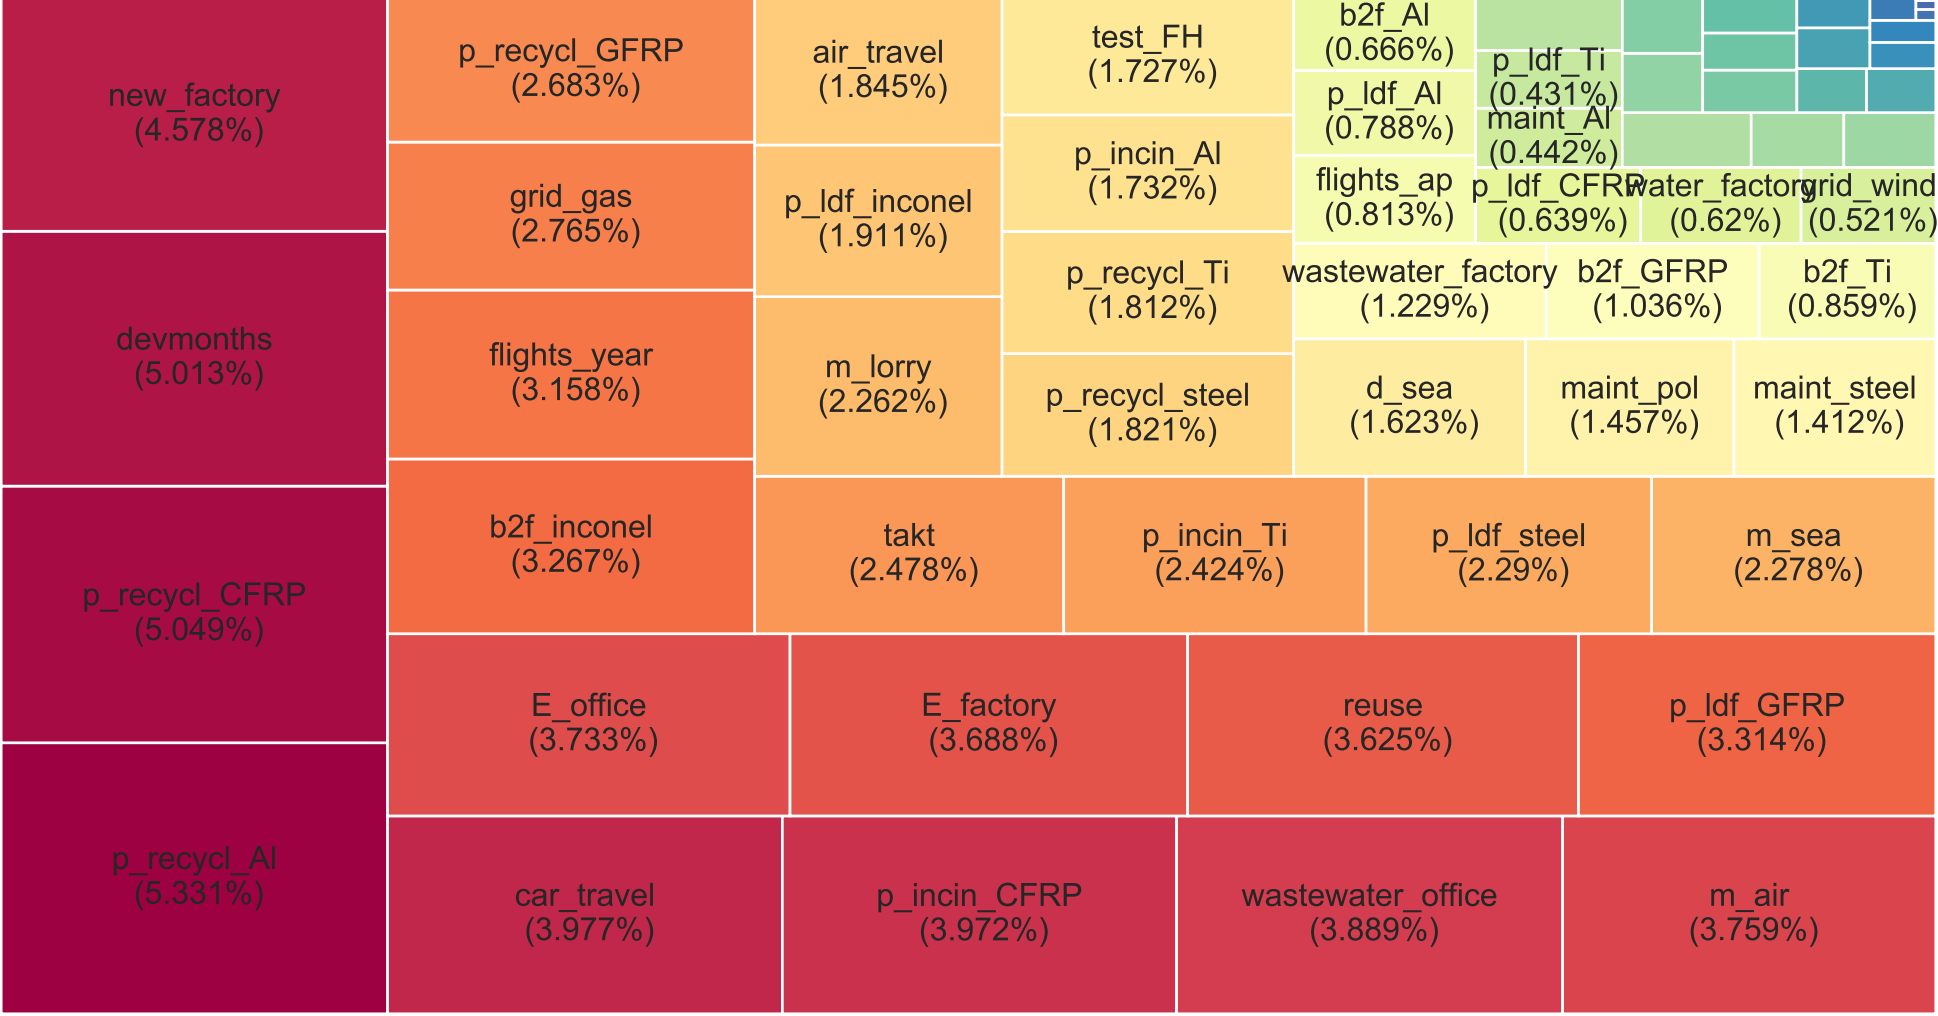 new_factory
(4.578%)
devmonths
(5.013%)
p_recycl_CFRP
(5.049%)
p_recycl_Al
(5.331%)
p_recycl_GFRP
(2.683%)
grid_gas
(2.765%)
flights_year
(3.158%)
b2f_inconel
(3.267%)
air_travel
(1.845%)
p_ldf_inconel
(1.911%)
m_lorry
(2.262%)
test_FH
(1.727%)
p_incin_Al
(1.732%)
p_recycl_Ti
(1.812%)
p_recycl_steel
(1.821%)
b2f_Al
(0.666%)
p_ldf_Al
(0.788%)
flights_ap
(0.813%)
p_ldf_Ti
(0.431%)
maint_Al
(0.442%)
p_ldf_CFRP
(0.639%)
water_factory
(0.62%)
grid_wind
(0.521%)
wastewater_factory
(1.229%)
b2f_GFRP
(1.036%)
b2f_Ti
(0.859%)
d_sea
(1.623%)
maint_pol
(1.457%)
maint_steel
(1.412%)
takt
(2.478%)
p_incin_Ti
(2.424%)
p_ldf_steel
(2.29%)
m_sea
(2.278%)
E_office
(3.733%)
E_factory
(3.688%)
reuse
(3.625%)
p_ldf_GFRP
(3.314%)
car_travel
(3.977%)
p_incin_CFRP
(3.972%)
wastewater_office
(3.889%)
m_air
(3.759%)